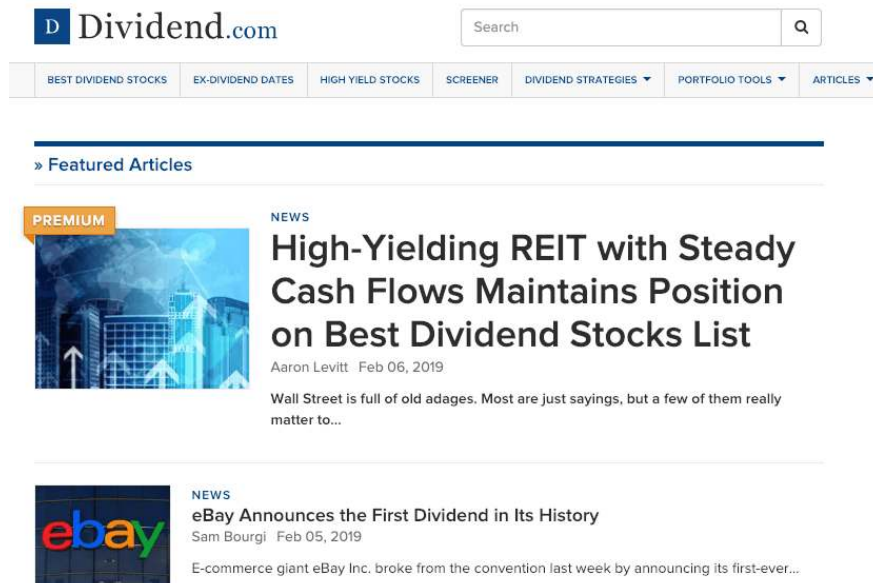 D Dividend.com
Search
BEST DIVIDEND STOCKS EX-DIVIDEND DATES HIGH YIELD STOCKS SCREENER DIVIDEND STRATEGIES PORTFOLIO TOOLS ARTICLES
» Featured Articles
PREMIUM
NEWS
High-Yielding REIT with Steady
Cash Flows Maintains Position
on Best Dividend Stocks List
Aaron Levitt Feb 06, 2019
Wall Street is full of old adages. Most are just sayings, but a few of them really
matter to...
ebay
NEWS
eBay Announces the First Dividend in Its History
Sam Bourgi Feb 05, 2019
E-commerce giant eBay Inc. broke from the convention last week by announcing its first-ever...